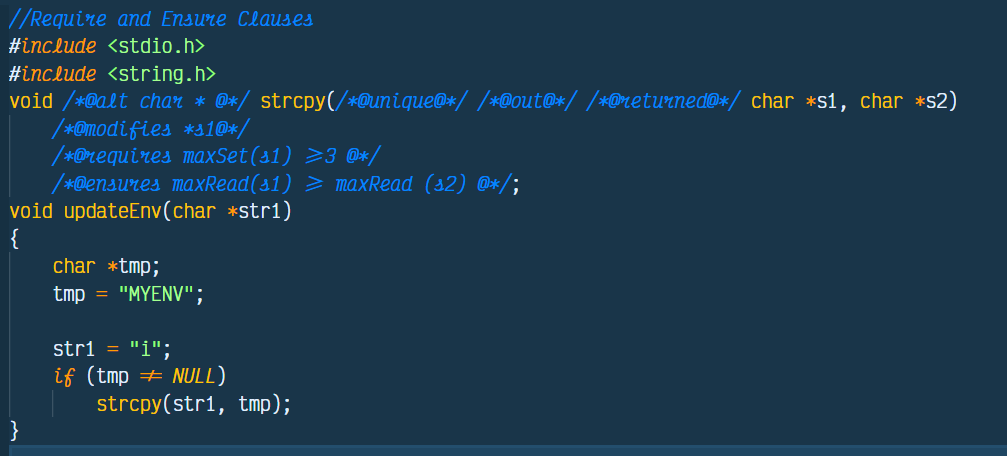 //Require and Ensure Clauses
#include <stdio.h>
#include <string.h>
void /*@alt char * @*/ strcpy(/*@unique@*/ /*@out@*/ /*@returned@*/ char *s1, char *s2)
    /*@modifies *s1@*/
    /*@requires maxSet(s1) >=3 @*/
    /*@ensures maxRead(s1) >= maxRead (s2) @*/;
void updateEnv(char *str1)
{
    char *tmp;
    tmp = "MYENV";

    str1 = "i";
    if (tmp != NULL)
        strcpy(str1, tmp);
}